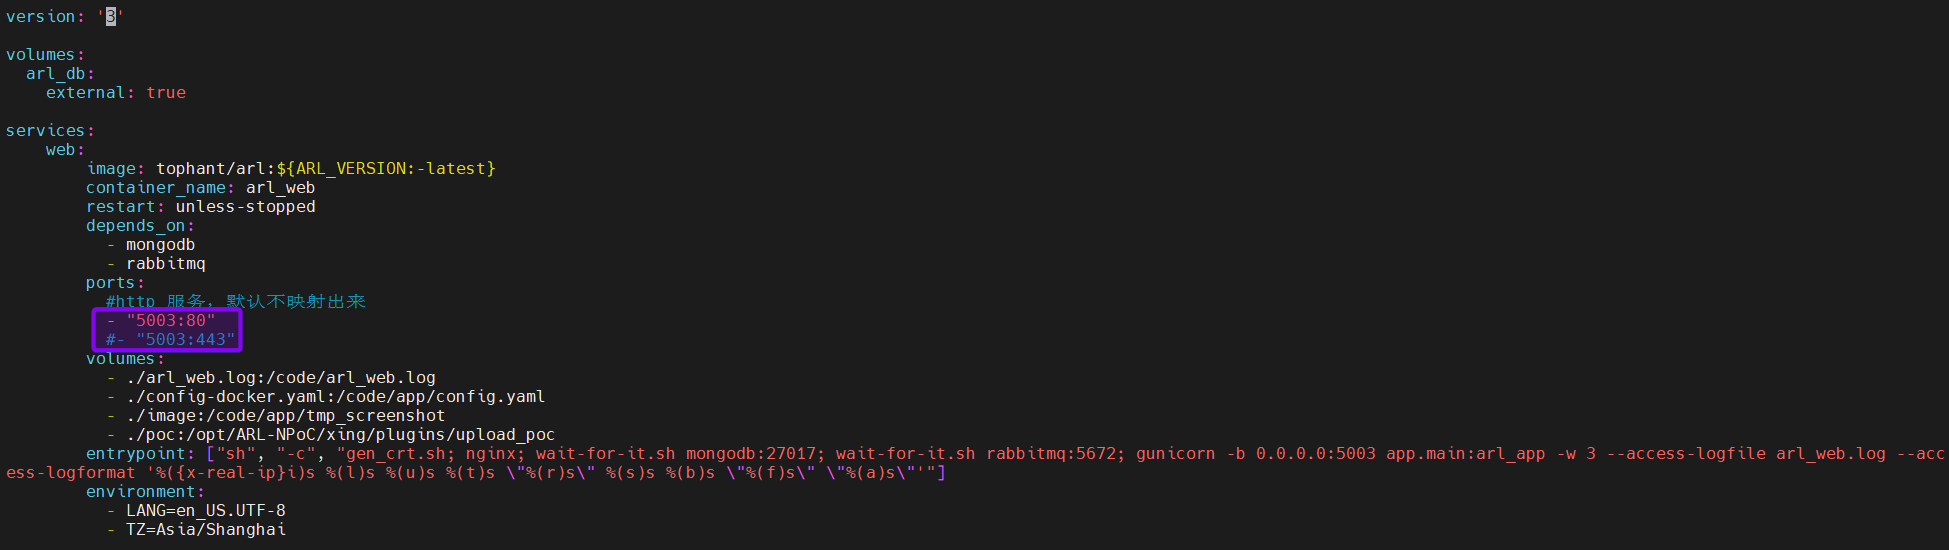 version: '3'
volumes:
  arl_db:
    external: true
services:
    web:
        image: tophant/arl:${ARL_VERSION:-latest}
        container_name: arl_web
        restart: unless-stopped
        depends_on:
          - mongodb
          - rabbitmq
        ports:
          #http 服务，默认不映射出来
          - "5003:80"
          #- "5003:443"
        volumes:
          - ./arl_web.log:/code/arl_web.log
          - ./config-docker.yaml:/code/app/config.yaml
          - ./image:/code/app/tmp_screenshot
          - ./poc:/opt/ARL-NPoC/xing/plugins/upload_poc
        entrypoint: ["sh", "-c", "gen_crt.sh; nginx; wait-for-it.sh mongodb:27017; wait-for-it.sh rabbitmq:5672; gunicorn -b 0.0.0.0:5003 app.main:arl_app -w 3 --access-logfile arl_web.log --acc
ess-logformat '%({x-real-ip}i)s %(l)s %(u)s %(t)s \"%(r)s\" %(s)s %(b)s \"%(f)s\" \"%(a)s\"'"]
        environment:
          - LANG=en_US.UTF-8
          - TZ=Asia/Shanghai